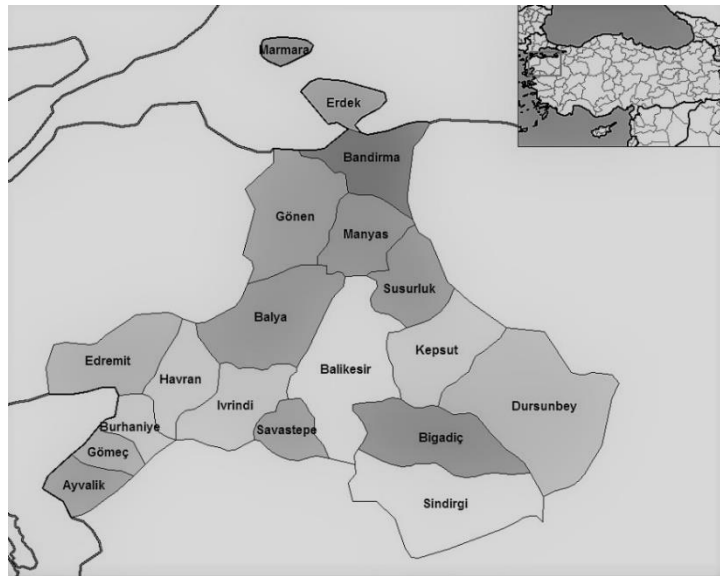 Marmara
Erdek
Bandirma
Gönen
Manyas
Susurluk
Balya
Edremit
Havran
Balikesir
Kepsut
Ivrindi
Dursunbey
Burhaniye
Savastepe
Bigadiç
Gömeç
Ayvalik
Sindirgi